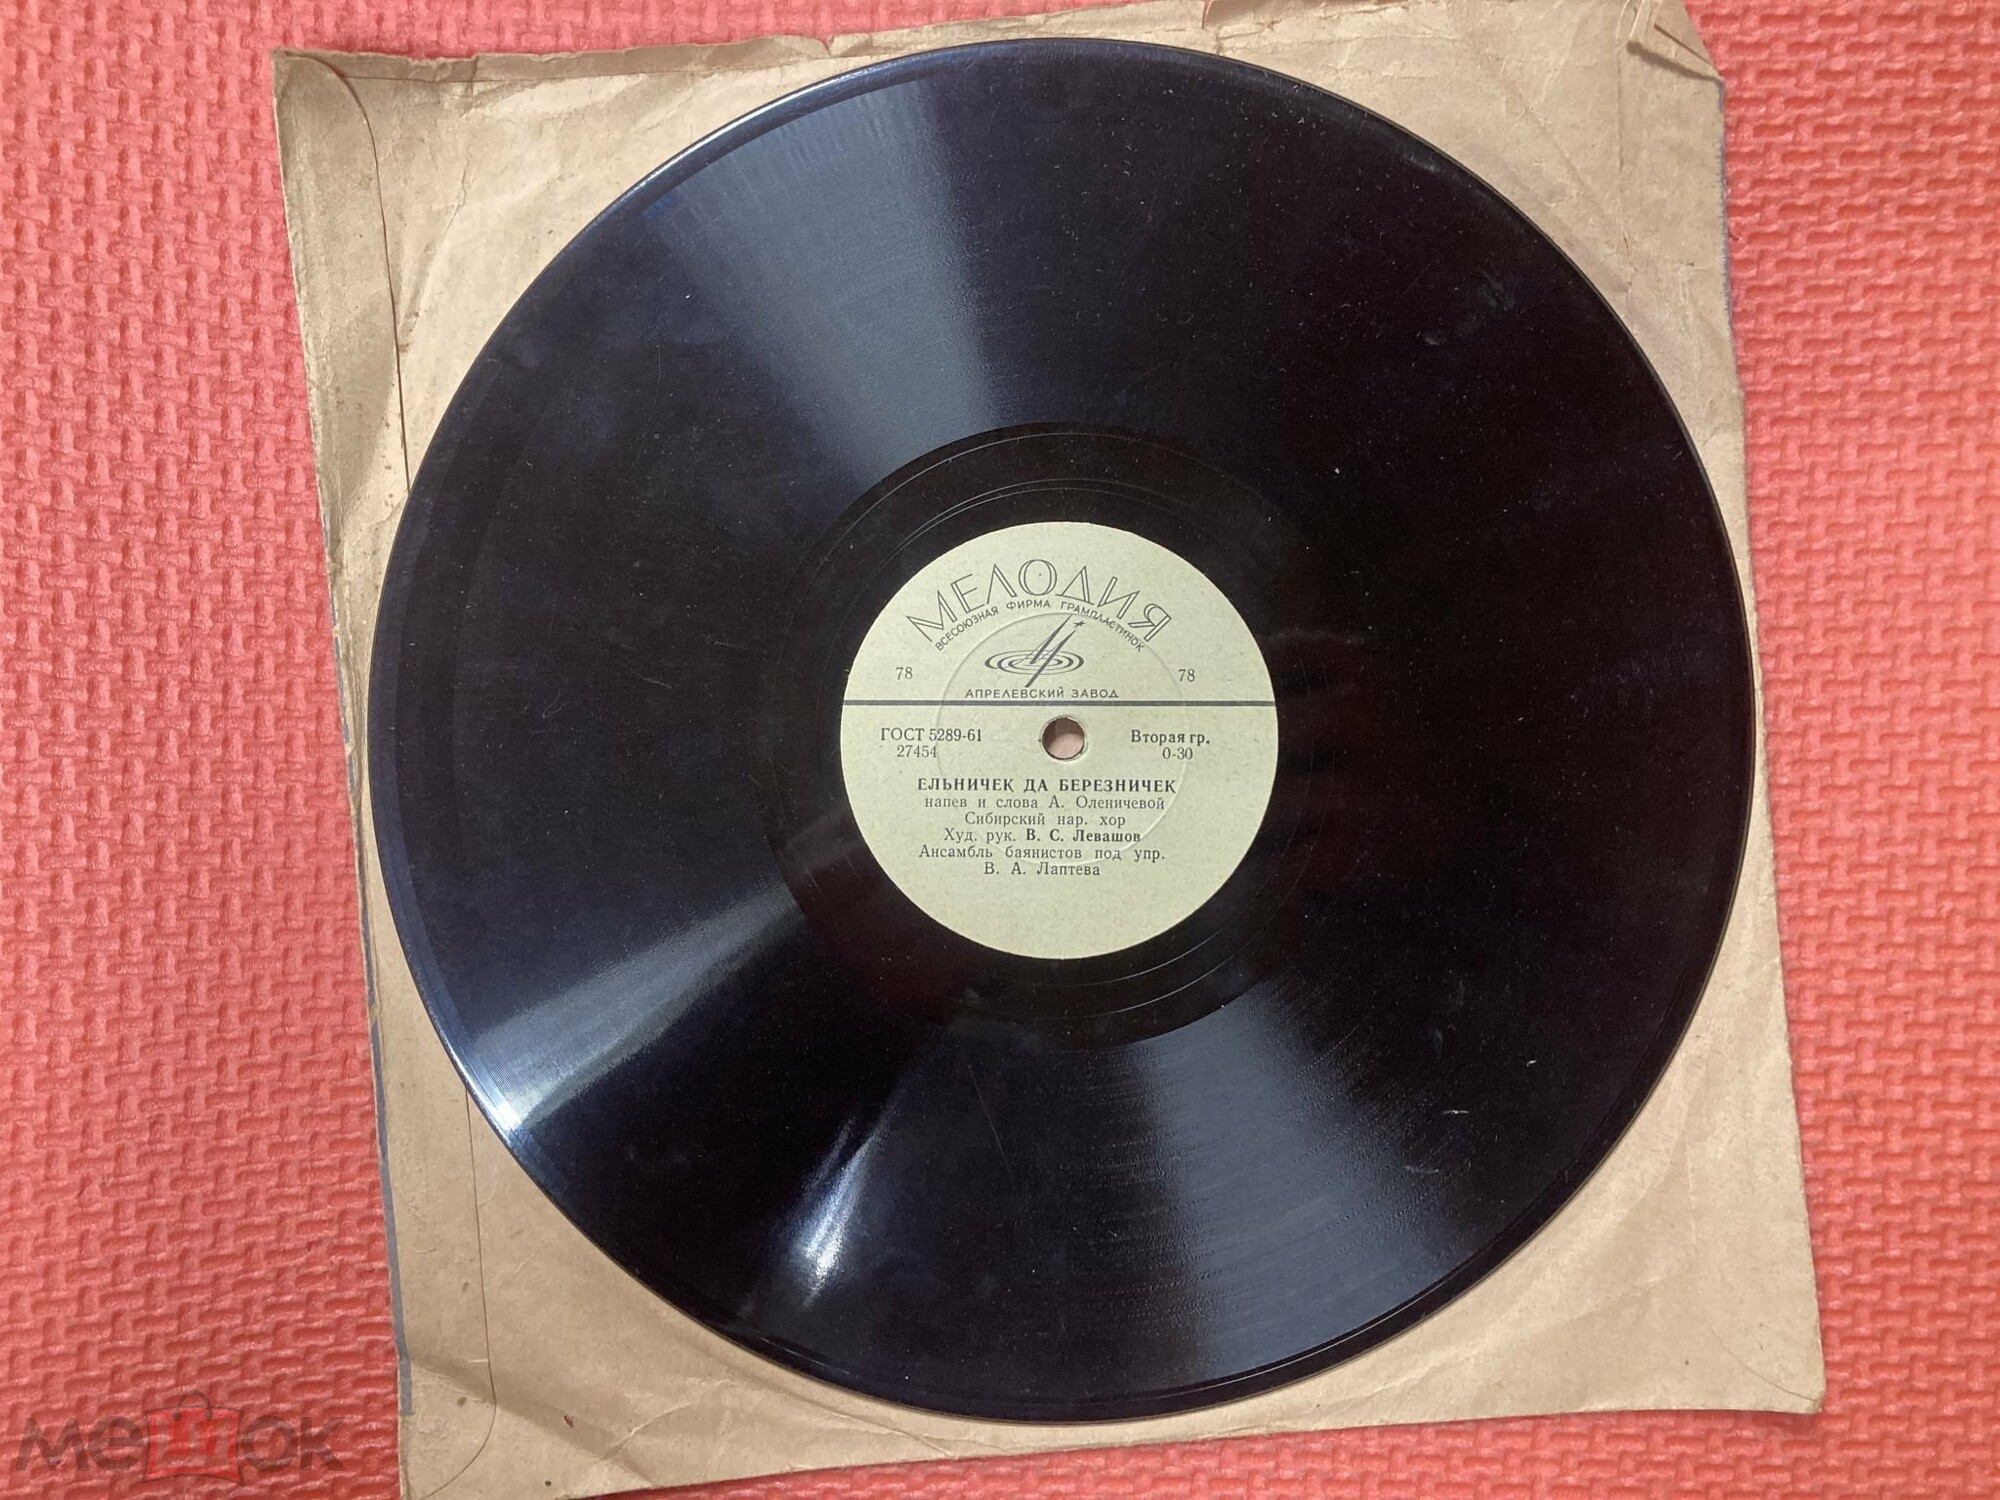 МЕЛОДИЯ
ВСЕСОЮЗНАЯ ФИРМА ГРАМПЛАСТИНОК
78 78
АПРЕЛЕВСКИЙ ЗАВОД
ГОСТ 5289-61 Вторая гр.
27454 0-30
ЕЛЬНИЧЕК ДА БЕРЕЗНИЧЕК
напев и слова А. Оленичевой
Сибирский нар. хор
Худ. рук. В. С. Левашов
Ансамбль баянистов под упр.
В. А. Лаптева
мешок